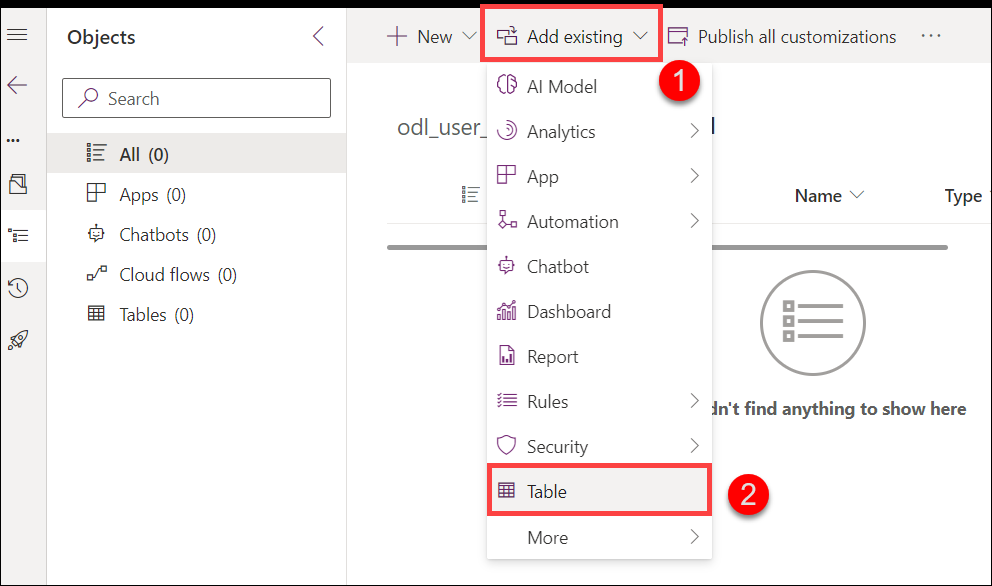 Objects
New
Add existing
Publish all customizations
1
Search
All (0)
Apps (0)
Chatbots (0)
Cloud flows (0)
Tables (0)
odl_user_
AI Model
Analytics
App
Automation
Chatbot
Dashboard
Report
Rules
Security
Table
More
2
Name
Type
dn't find anything to show here